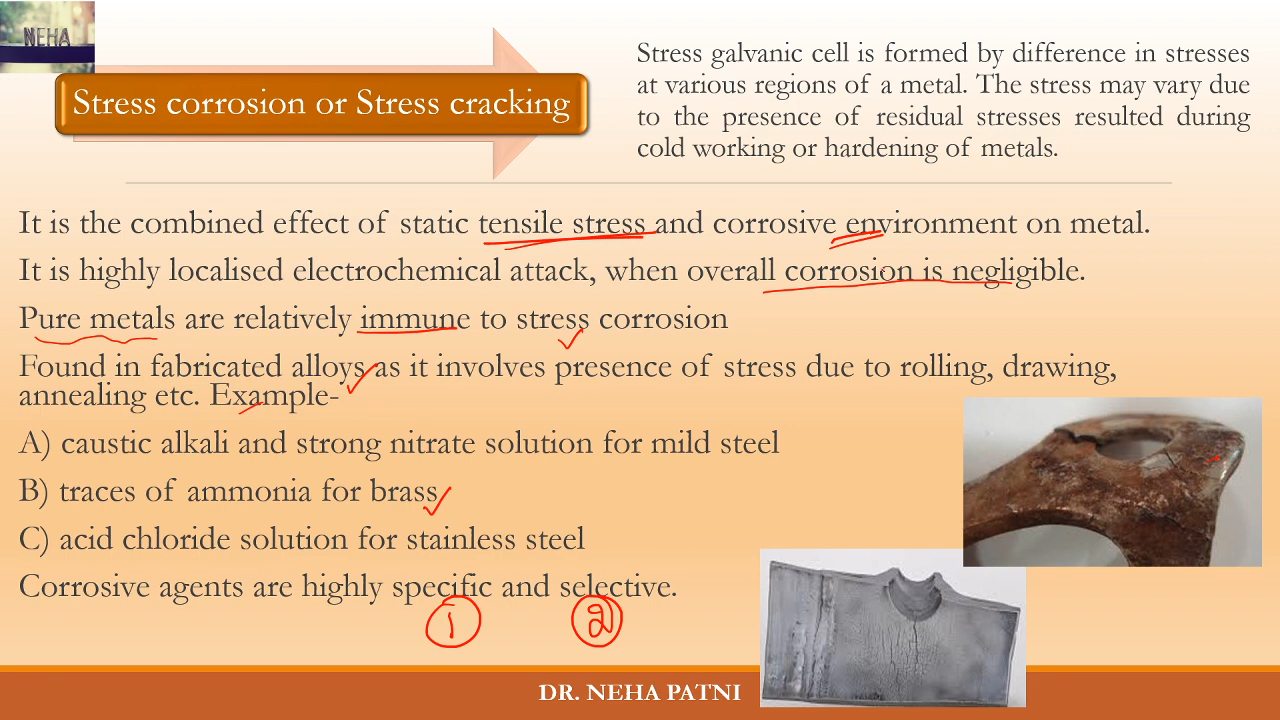 NEHA
Stress corrosion or Stress cracking
Stress galvanic cell is formed by difference in stresses
at various regions of a metal. The stress may vary due
to the presence of residual stresses resulted during
cold working or hardening of metals.
It is the combined effect of static tensile stress and corrosive environment on metal.
It is highly localised electrochemical attack, when overall corrosion is negligible.
Pure metals are relatively immune to stress corrosion
Found in fabricated alloys as it involves presence of stress due to rolling, drawing,
annealing etc. Example-
A) caustic alkali and strong nitrate solution for mild steel
B) traces of ammonia for brass
C) acid chloride solution for stainless steel
Corrosive agents are highly specific and selective.
1 2
DR. NEHA PATNI